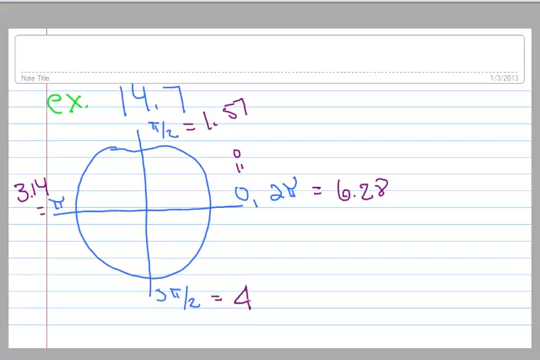 Note Title
1/3/2013
ex. 14.7
π/2 = 1.57
0
=
3.14
= π
0, 2π = 6.28
3π/2 = 4